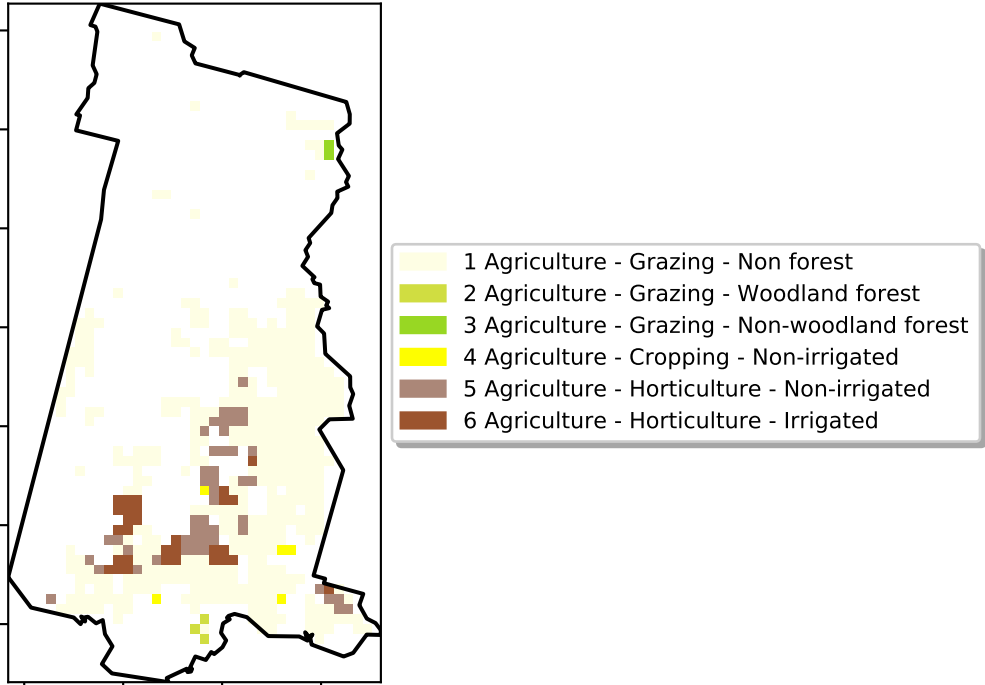 1 Agriculture - Grazing - Non forest
2 Agriculture - Grazing - Woodland forest
3 Agriculture - Grazing - Non-woodland forest
4 Agriculture - Cropping - Non-irrigated
5 Agriculture - Horticulture - Non-irrigated
6 Agriculture - Horticulture - Irrigated